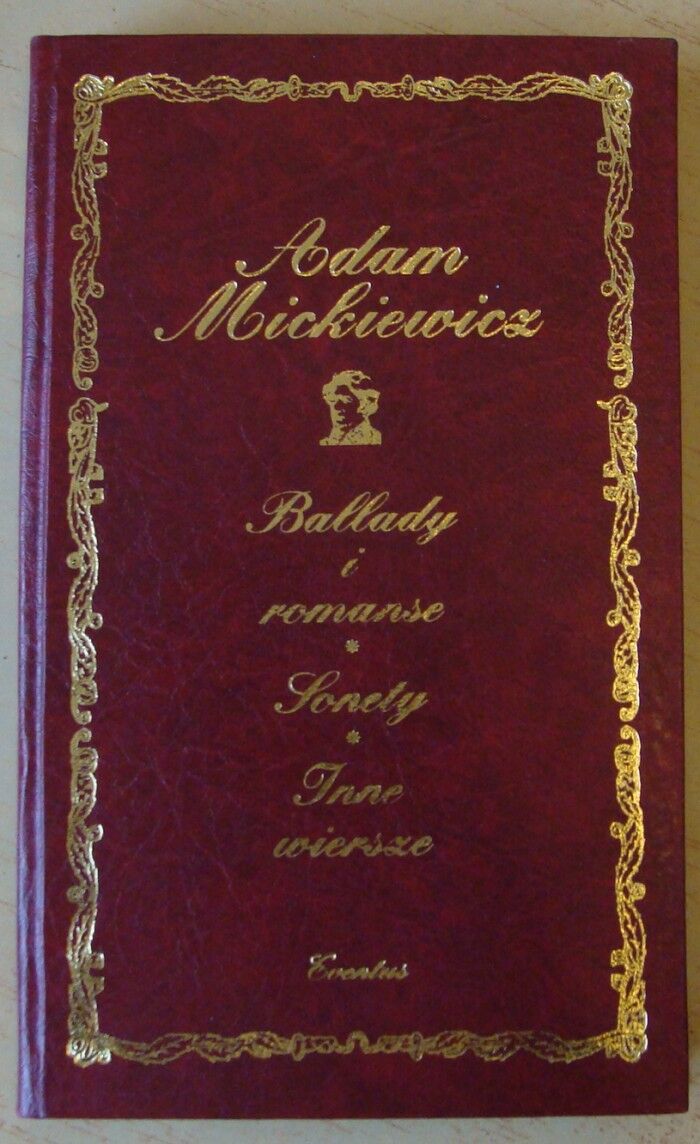 Adam
Mickiewicz
Ballady
i
romanse
*
Sonety
*
Inne
wiersze
Eventus